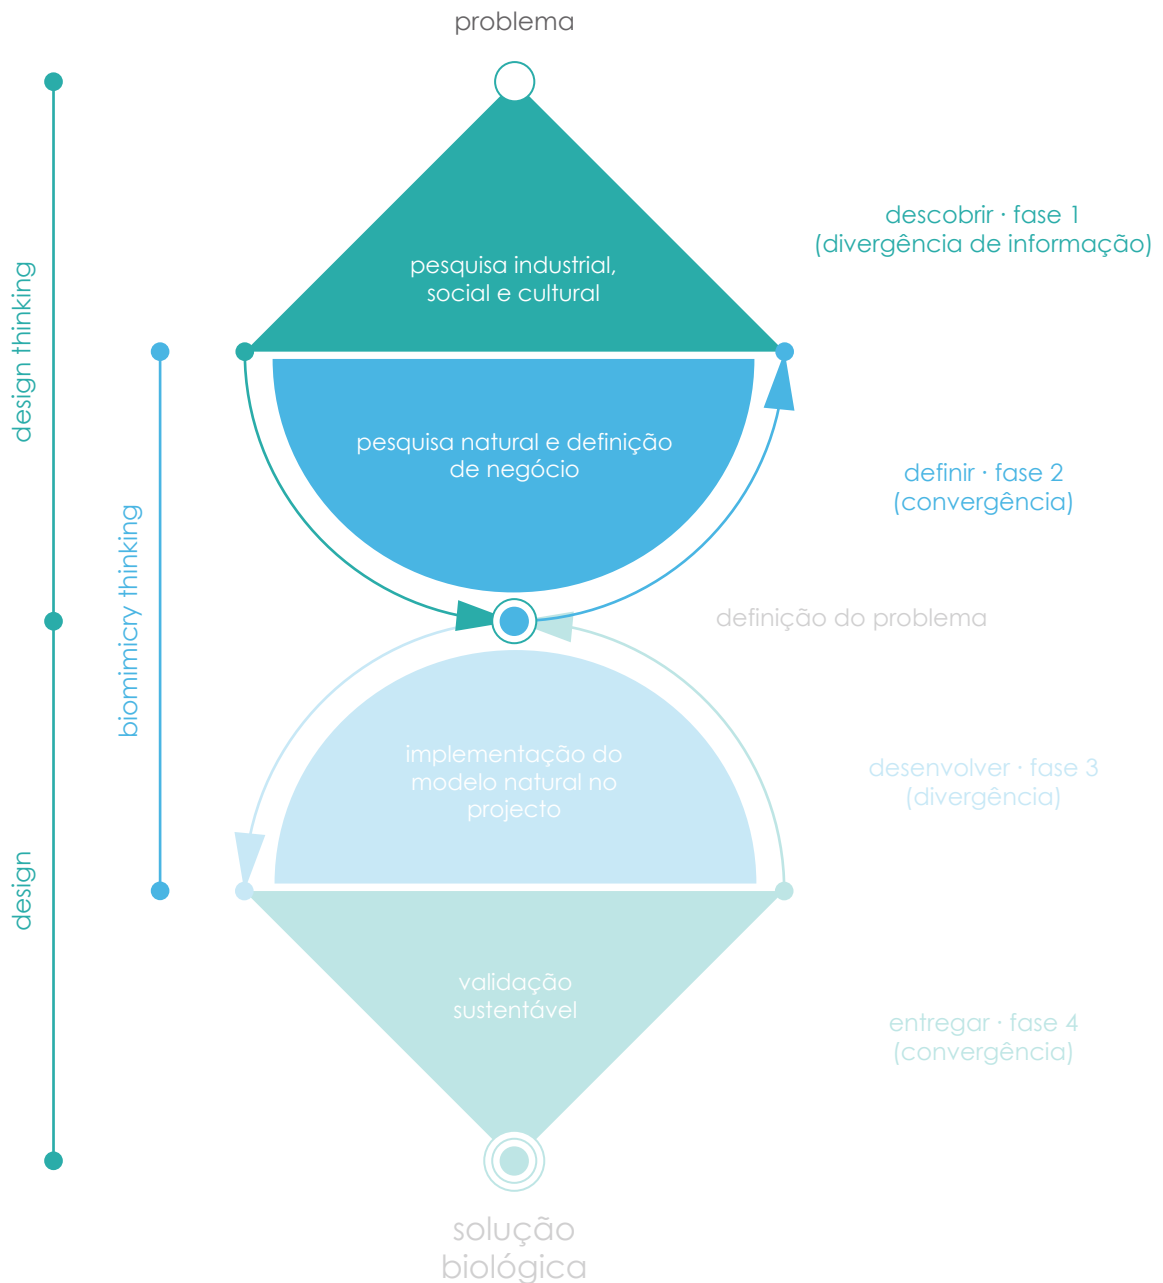 problema
descobrir · fase 1
(divergência de informação)
pesquisa industrial,
social e cultural
design thinking
pesquisa natural e definição
de negócio
definir · fase 2
(convergência)
biomimicry thinking
definição do problema
implementação do
modelo natural no
projecto
desenvolver · fase 3
(divergência)
design
validação
sustentável
entregar · fase 4
(convergência)
solução
biológica